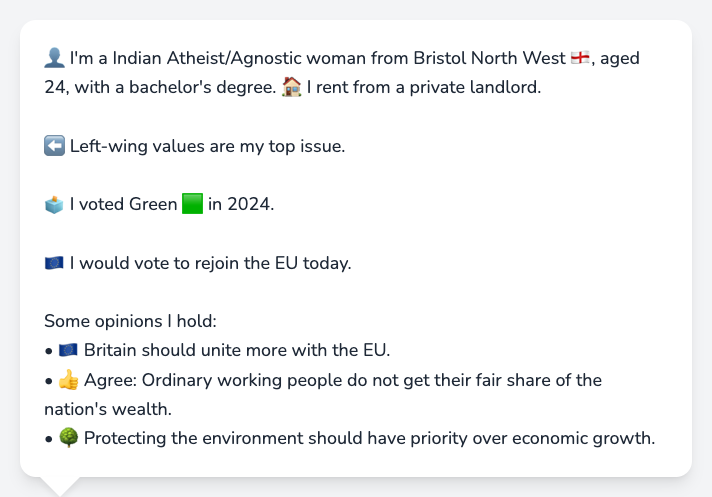 👤 I'm a Indian Atheist/Agnostic woman from Bristol North West 🏴󠁧󠁢󠁥󠁮󠁧󠁿, aged
24, with a bachelor's degree. 🏠 I rent from a private landlord.
⬅️ Left-wing values are my top issue.
🗳️ I voted Green 🟩 in 2024.
🇪🇺 I would vote to rejoin the EU today.
Some opinions I hold:
• 🇪🇺 Britain should unite more with the EU.
• 👍 Agree: Ordinary working people do not get their fair share of the
nation's wealth.
• 🌳 Protecting the environment should have priority over economic growth.